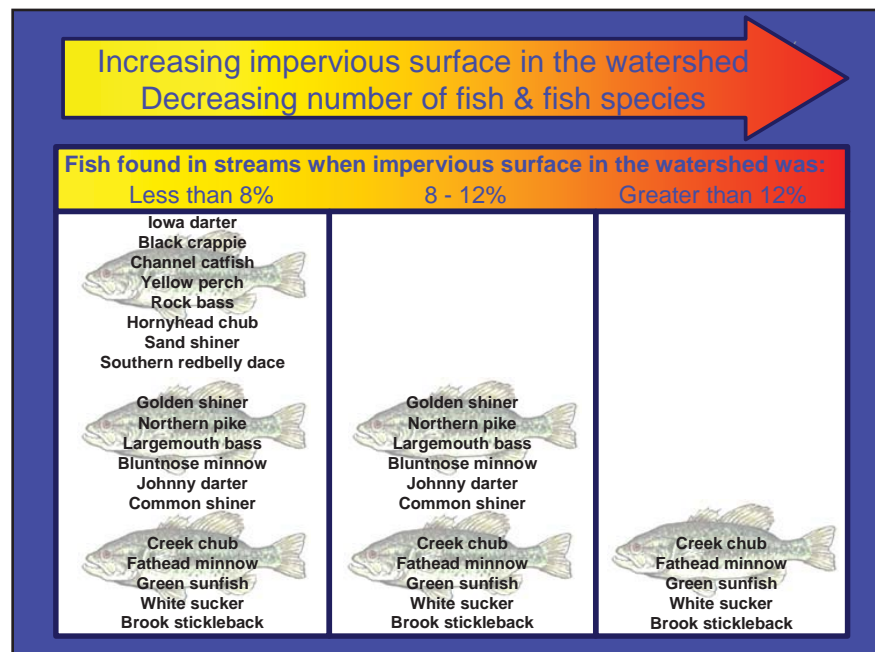 Increasing impervious surface in the watershed
Decreasing number of fish & fish species
Fish found in streams when impervious surface in the watershed was:
Less than 8%
8 - 12%
Greater than 12%
Iowa darter
Black crappie
Channel catfish
Yellow perch
Rock bass
Hornyhead chub
Sand shiner
Southern redbelly dace
Golden shiner
Northern pike
Largemouth bass
Bluntnose minnow
Johnny darter
Common shiner
Creek chub
Fathead minnow
Green sunfish
White sucker
Brook stickleback
Golden shiner
Northern pike
Largemouth bass
Bluntnose minnow
Johnny darter
Common shiner
Creek chub
Fathead minnow
Green sunfish
White sucker
Brook stickleback
Creek chub
Fathead minnow
Green sunfish
White sucker
Brook stickleback